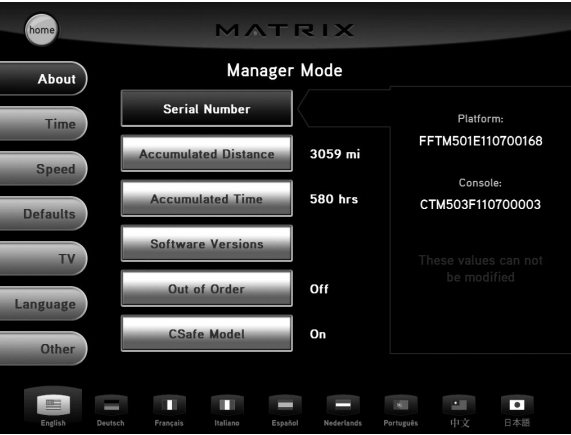 home
MATRIX
Manager Mode
About
Time
Speed
Defaults
TV
Language
Other
Serial Number
Accumulated Distance 3059 mi
Accumulated Time 580 hrs
Software Versions
Out of Order Off
CSafe Model On
Platform:
FFTM501E110700168
Console:
CTM503F110700003
These values can not
be modified
English Deutsch Français Italiano Español Nederlands Português 中文 日本語